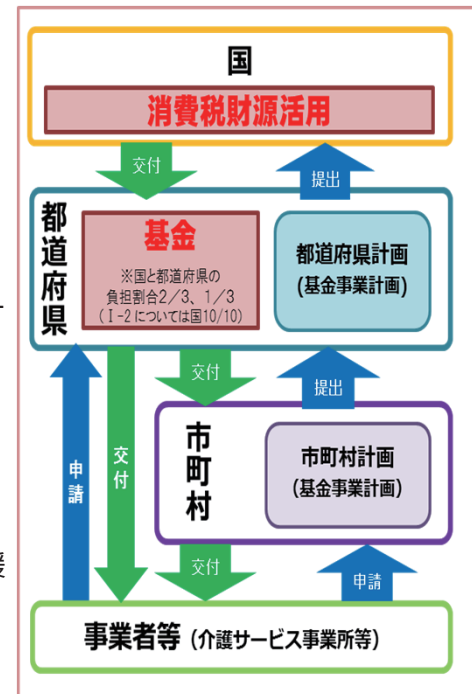 国
消費税財源活用
交付
提出
都道府県
基金
※国と都道府県の
負担割合2/3、1/3
(Ⅰ-2については国10/10)
都道府県計画
(基金事業計画)
交付
提出
申請
交付
市町村
市町村計画
(基金事業計画)
交付
申請
事業者等 (介護サービス事業所等)